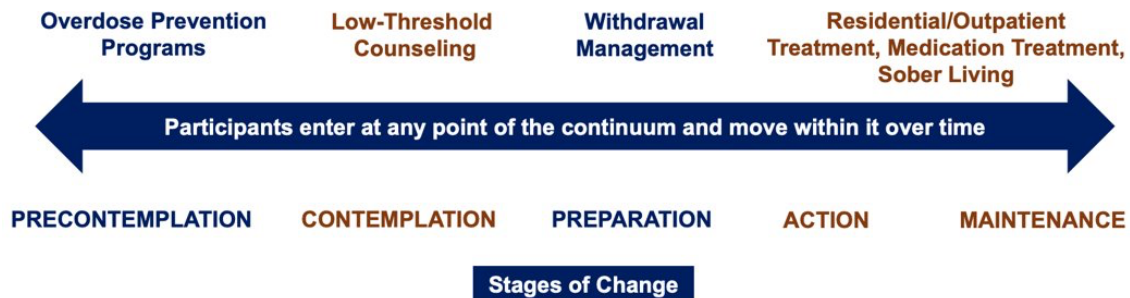 Overdose Prevention
Programs
Low-Threshold
Counseling
Withdrawal
Management
Residential/Outpatient
Treatment, Medication Treatment,
Sober Living
Participants enter at any point of the continuum and move within it over time
PRECONTEMPLATION
CONTEMPLATION
PREPARATION
ACTION
MAINTENANCE
Stages of Change